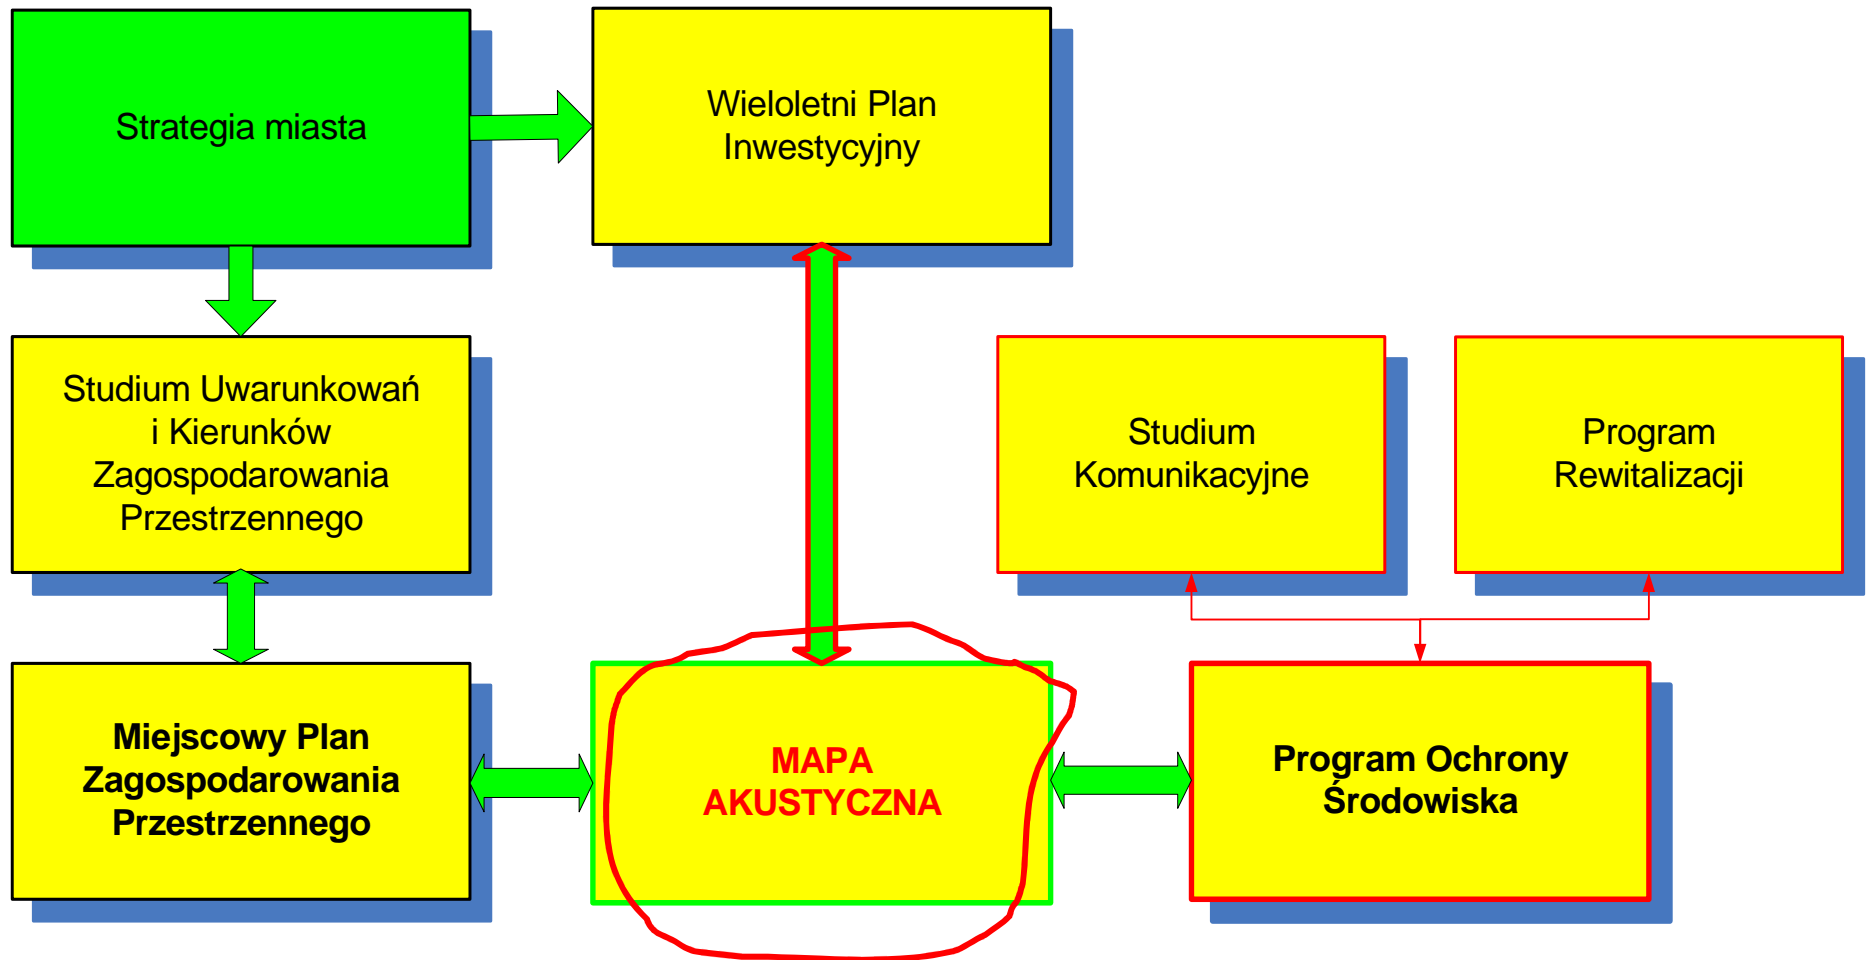 Strategia miasta
Wieloletni Plan
Inwestycyjny
Studium Uwarunkowań
i Kierunków
Zagospodarowania
Przestrzennego
Studium
Komunikacyjne
Program
Rewitalizacji
Miejscowy Plan
Zagospodarowania
Przestrzennego
MAPA
AKUSTYCZNA
Program Ochrony
Środowiska